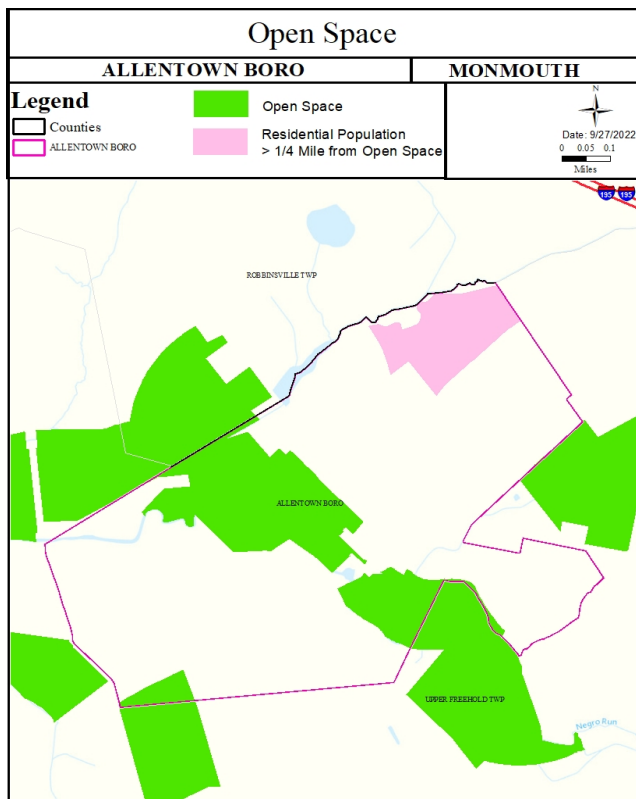 Open Space
ALLENTOWN BORO
MONMOUTH
Legend
Counties
ALLENTOWN BORO
Open Space
Residential Population
> 1/4 Mile from Open Space
N
Date: 9/27/2022
0 0.05 0.1
Miles
195 195
ROBBINSVILLE TWP
ALLENTOWN BORO
UPPER FREEHOLD TWP
Negro Run